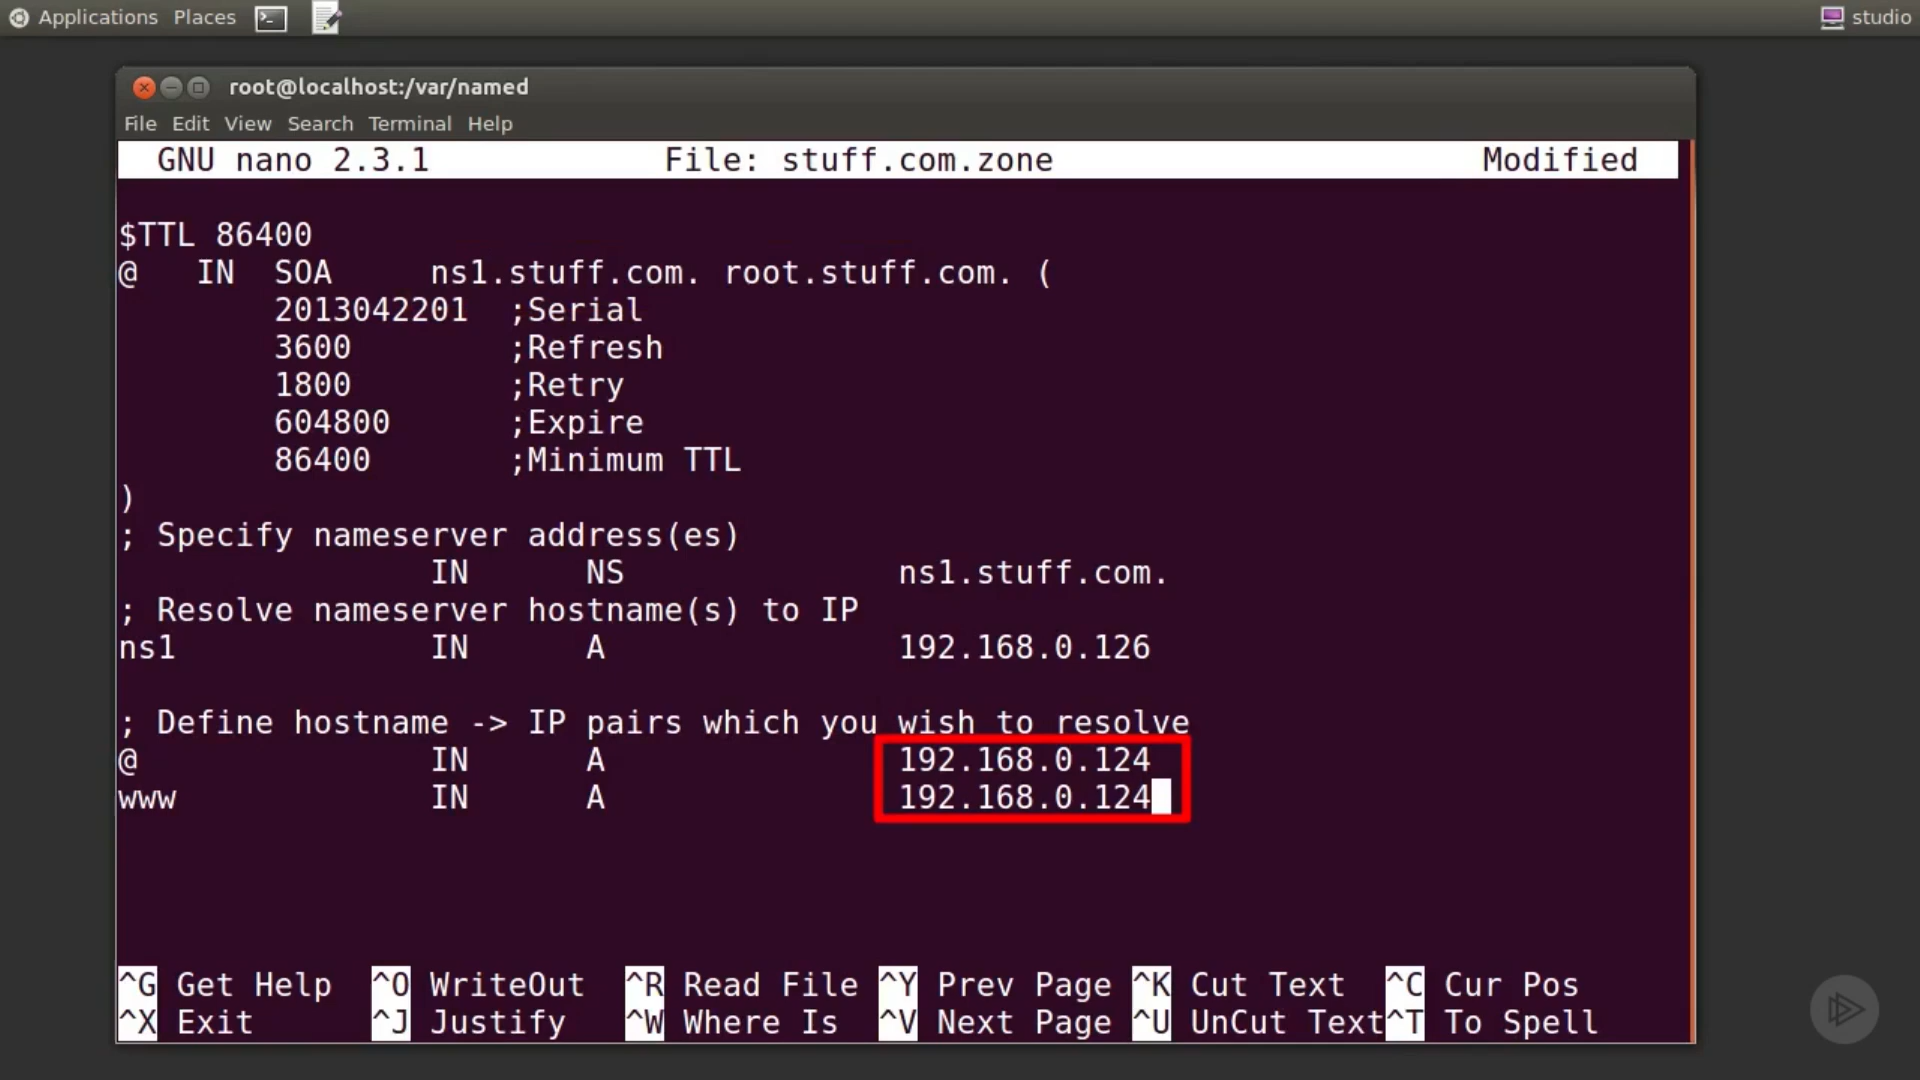 Applications Places studio
root@localhost:/var/named
File Edit View Search Terminal Help
GNU nano 2.3.1 File: stuff.com.zone Modified
$TTL 86400
@ IN SOA ns1.stuff.com. root.stuff.com. (
2013042201 ;Serial
3600 ;Refresh
1800 ;Retry
604800 ;Expire
86400 ;Minimum TTL
)
; Specify nameserver address(es)
IN NS ns1.stuff.com.
; Resolve nameserver hostname(s) to IP
ns1 IN A 192.168.0.126
; Define hostname -> IP pairs which you wish to resolve
@ IN A 192.168.0.124
www IN A 192.168.0.124
^G Get Help ^O WriteOut ^R Read File ^Y Prev Page ^K Cut Text ^C Cur Pos
^X Exit ^J Justify ^W Where Is ^V Next Page ^U UnCut Text ^T To Spell